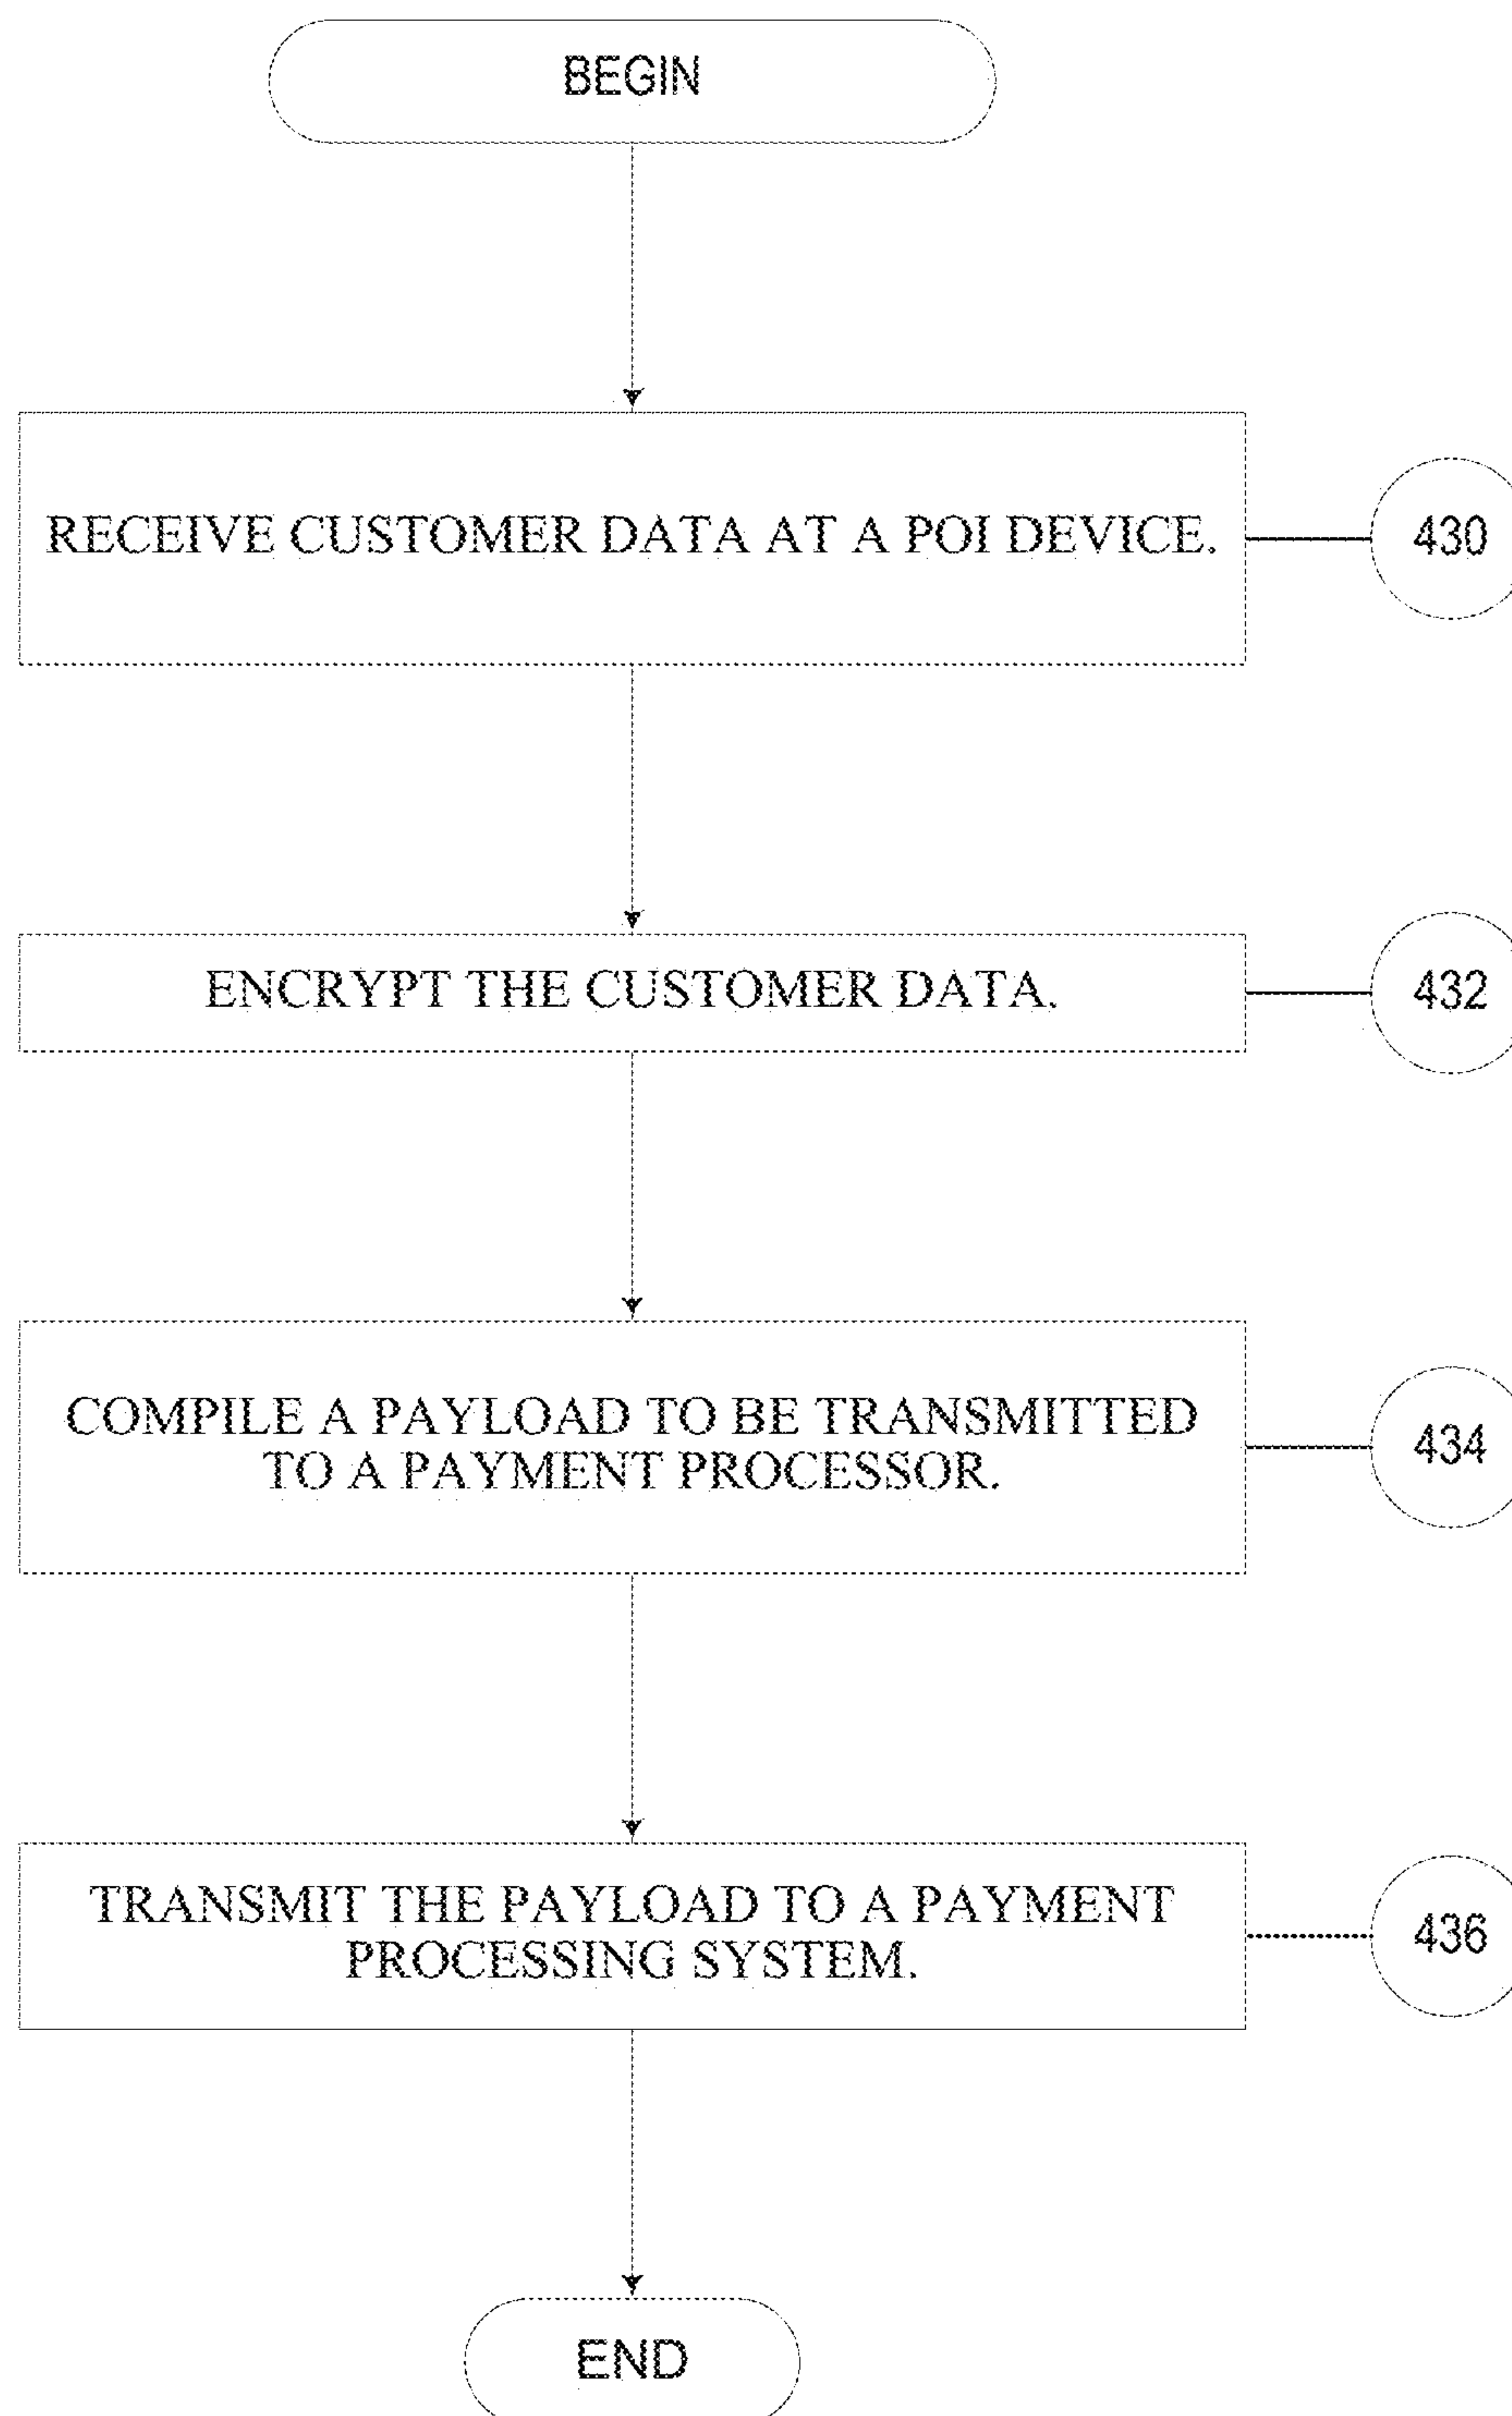 BEGIN
RECEIVE CUSTOMER DATA AT A POI DEVICE.
430
ENCRYPT THE CUSTOMER DATA.
432
COMPILE A PAYLOAD TO BE TRANSMITTED
TO A PAYMENT PROCESSOR.
434
TRANSMIT THE PAYLOAD TO A PAYMENT
PROCESSING SYSTEM.
436
END